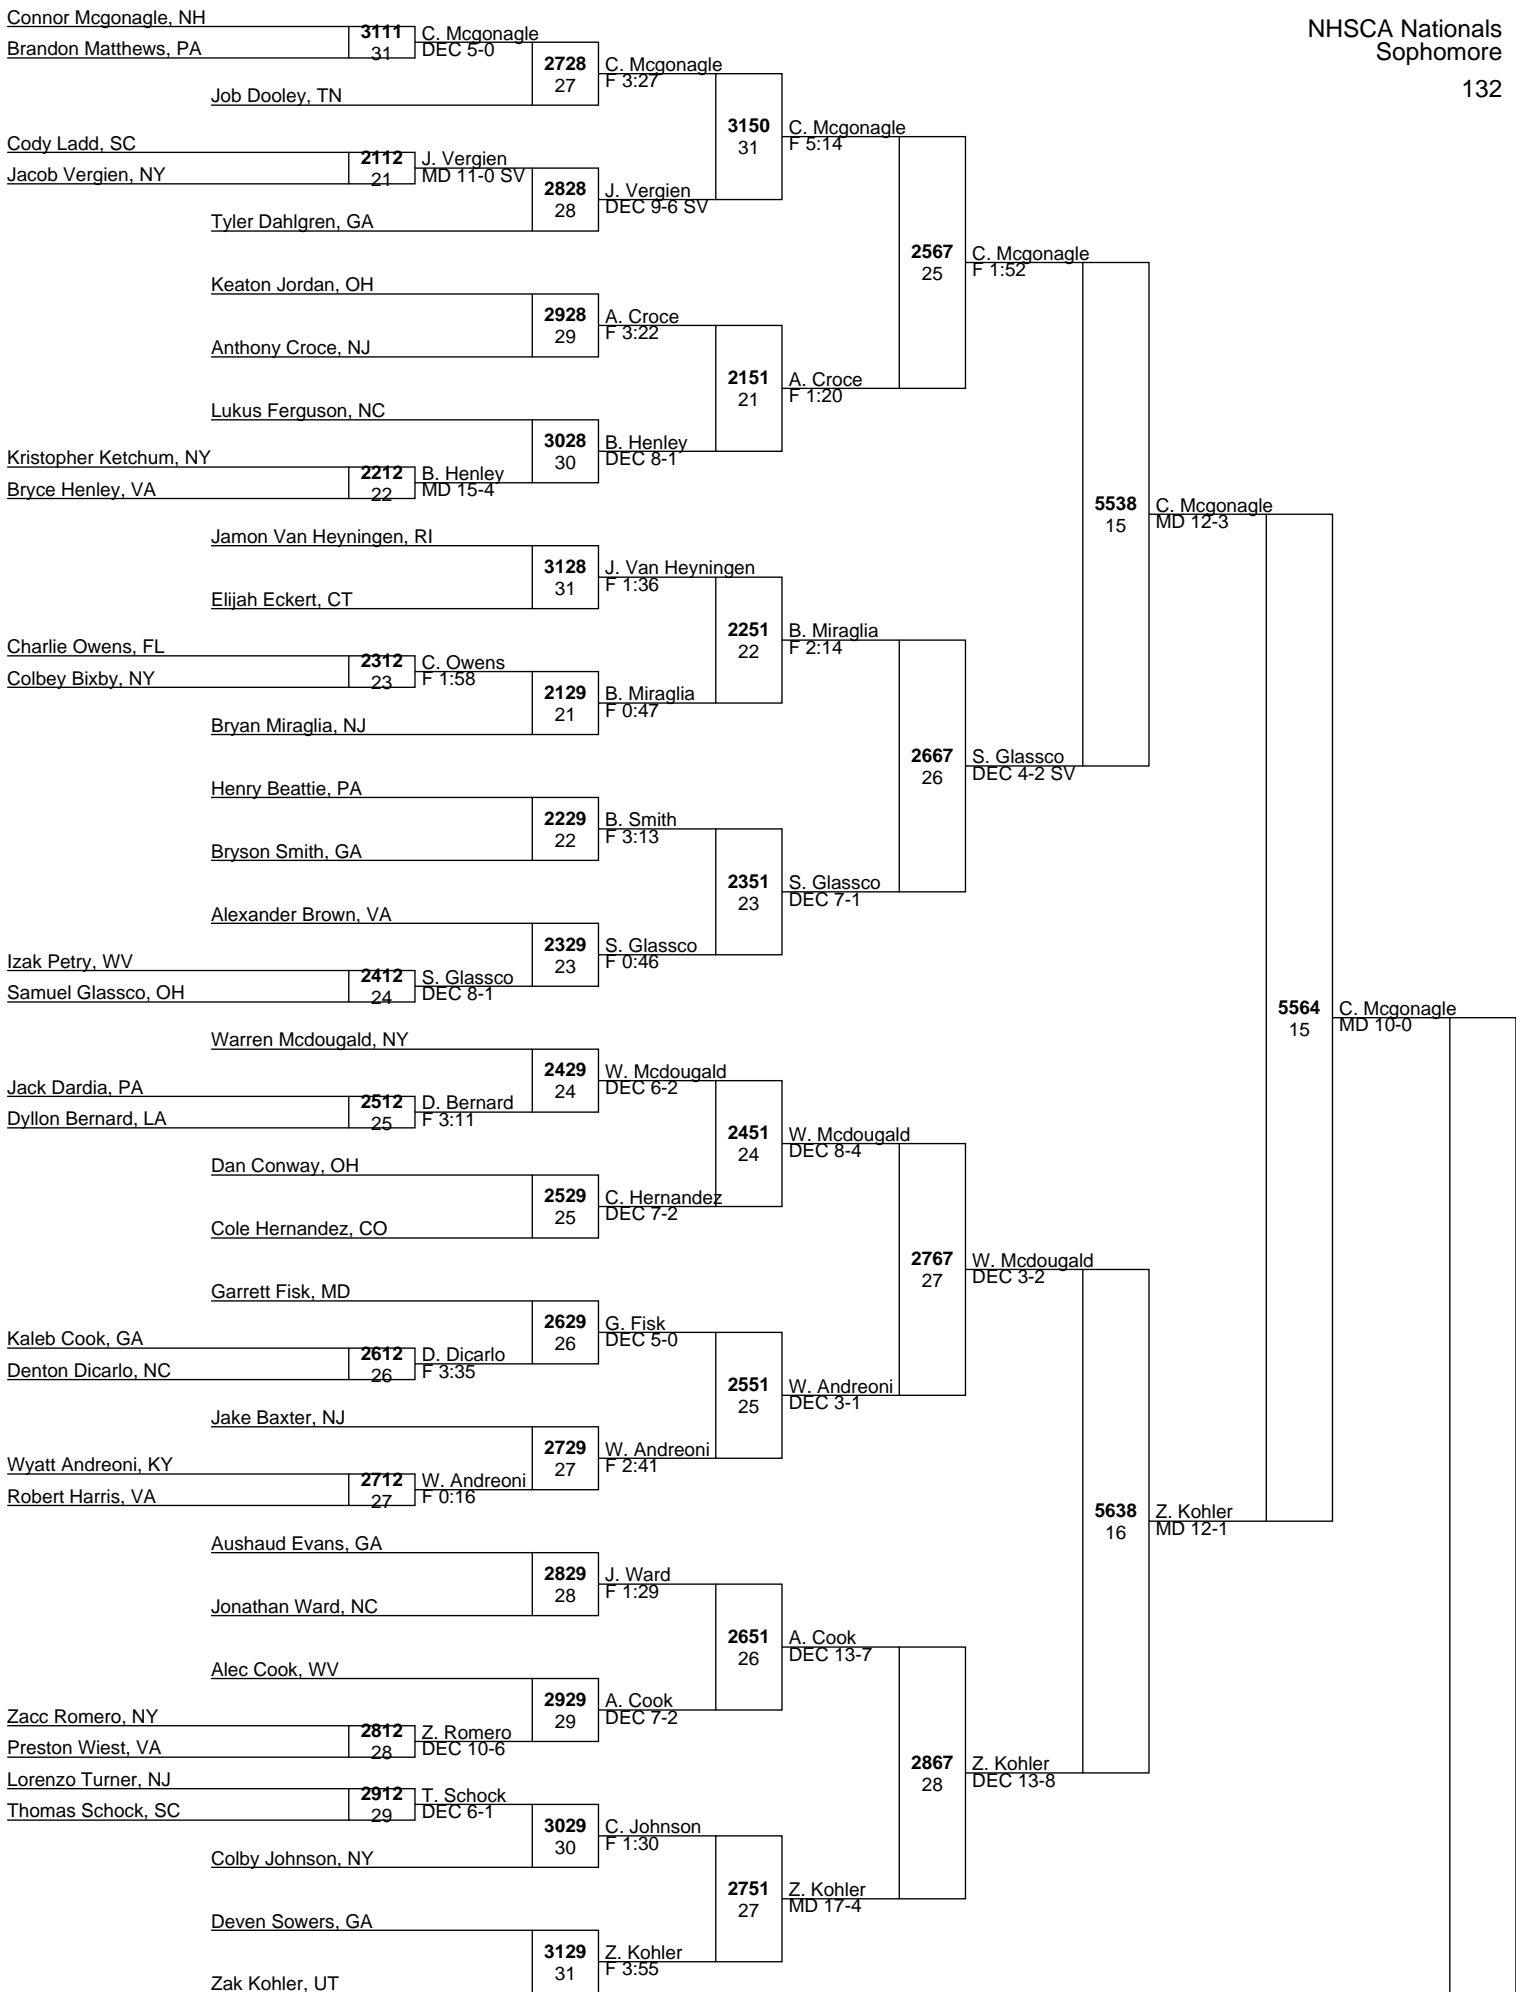 NHSCA Nationals
Sophomore
132
Connor Mcgonagle, NH
3111 C. Mcgonagle
Brandon Matthews, PA
31 DEC 5-0
2728 C. Mcgonagle
27 F 3:27
Job Dooley, TN
3150 C. Mcgonagle
31 F 5:14
Cody Ladd, SC
2112 J. Vergien
Jacob Vergien, NY
21 MD 11-0 SV
2828 J. Vergien
28 DEC 9-6 SV
Tyler Dahlgren, GA
2567 C. Mcgonagle
25 F 1:52
Keaton Jordan, OH
2928 A. Croce
29 F 3:22
Anthony Croce, NJ
2151 A. Croce
21 F 1:20
Lukus Ferguson, NC
3028 B. Henley
30 DEC 8-1
Kristopher Ketchum, NY
2212 B. Henley
Bryce Henley, VA
22 MD 15-4
5538 C. Mcgonagle
15 MD 12-3
Jamon Van Heyningen, RI
3128 J. Van Heyningen
31 F 1:36
Elijah Eckert, CT
2251 B. Miraglia
22 F 2:14
Charlie Owens, FL
2312 C. Owens
Colbey Bixby, NY
23 F 1:58
2129 B. Miraglia
21 F 0:47
Bryan Miraglia, NJ
2667 S. Glassco
26 DEC 4-2 SV
Henry Beattie, PA
2229 B. Smith
22 F 3:13
Bryson Smith, GA
2351 S. Glassco
23 DEC 7-1
Alexander Brown, VA
2329 S. Glassco
23 F 0:46
Izak Petry, WV
2412 S. Glassco
Samuel Glassco, OH
24 DEC 8-1
5564 C. Mcgonagle
15 MD 10-0
Warren Mcdougald, NY
2429 W. Mcdougald
24 DEC 6-2
Jack Dardia, PA
2512 D. Bernard
Dyllon Bernard, LA
25 F 3:11
2451 W. Mcdougald
24 DEC 8-4
Dan Conway, OH
2529 C. Hernandez
25 DEC 7-2
Cole Hernandez, CO
2767 W. Mcdougald
27 DEC 3-2
Garrett Fisk, MD
2629 G. Fisk
26 DEC 5-0
Kaleb Cook, GA
2612 D. Dicarlo
Denton Dicarlo, NC
26 F 3:35
2551 W. Andreoni
25 DEC 3-1
Jake Baxter, NJ
2729 W. Andreoni
27 F 2:41
Wyatt Andreoni, KY
2712 W. Andreoni
Robert Harris, VA
27 F 0:16
5638 Z. Kohler
16 MD 12-1
Aushaud Evans, GA
2829 J. Ward
28 F 1:29
Jonathan Ward, NC
2651 A. Cook
26 DEC 13-7
Alec Cook, WV
2929 A. Cook
29 DEC 7-2
Zacc Romero, NY
2812 Z. Romero
Preston Wiest, VA
28 DEC 10-6
2867 Z. Kohler
28 DEC 13-8
Lorenzo Turner, NJ
2912 T. Schock
Thomas Schock, SC
29 DEC 6-1
3029 C. Johnson
30 F 1:30
Colby Johnson, NY
2751 Z. Kohler
27 MD 17-4
Deven Sowers, GA
3129 Z. Kohler
31 F 3:55
Zak Kohler, UT